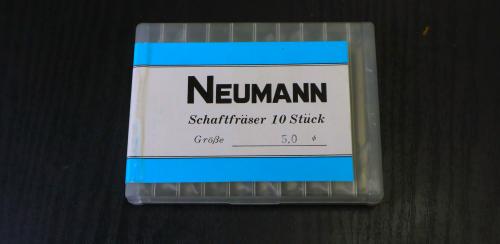 NEUMANN
Schaftfräser 10 Stück
Größe 5,0 ϕ